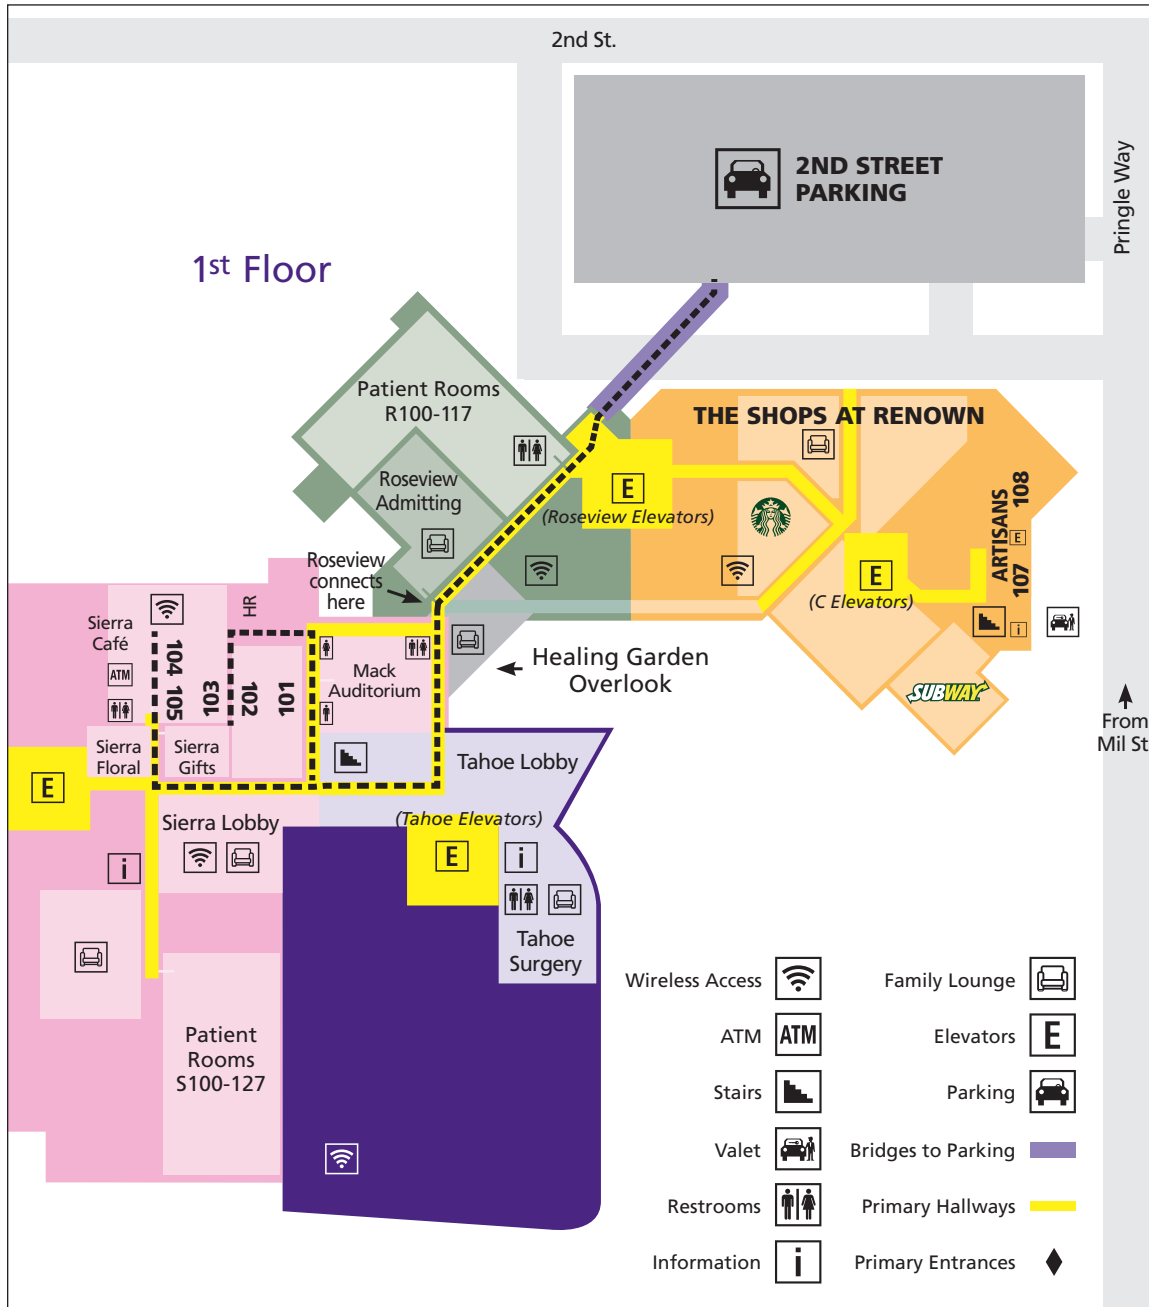 2nd St.
2ND STREET
PARKING
Pringle Way
1st Floor
Patient Rooms
R100-117
THE SHOPS AT RENOWN
Roseview
Admitting
E
(Roseview Elevators)
ARTISANS
107
108
E
i
Roseview
connects
here
E
(C Elevators)
HR
Sierra
Café
ATM
104
105
103
102
101
Mack
Auditorium
Healing Garden
Overlook
SUBWAY
From
Mil St
Sierra
Floral
Sierra
Gifts
Tahoe Lobby
E
Sierra Lobby
(Tahoe Elevators)
E
i
i
Tahoe
Surgery
Patient
Rooms
S100-127
Wireless Access
Family Lounge
ATM
ATM
Elevators
E
Stairs
Parking
Valet
Bridges to Parking
Restrooms
Primary Hallways
Information
i
Primary Entrances